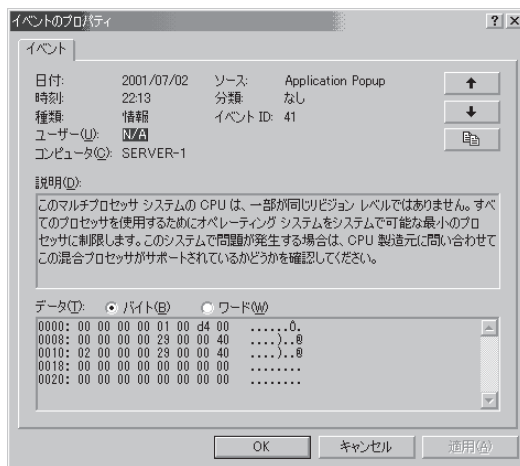 イベントのプロパティ
イベント
日付: 2001/07/02 ソース: Application Popup
時刻: 22:13 分類: なし
種類: 情報 イベント ID: 41
ユーザー(U): N/A
コンピュータ(C): SERVER-1
説明(D):
このマルチプロセッサ システムの CPU は、一部が同じリビジョン レベルではありません。すべ
てのプロセッサを使用するためにオペレーティング システムをシステムで可能な最小のプロ
セッサに制限します。このシステムで問題が発生する場合は、CPU 製造元に問い合わせて
この混合プロセッサがサポートされているかどうかを確認してください。
データ(T): バイト(B) ワード(W)
0000: 00 00 00 00 01 00 d4 00 ......Ô.
0008: 00 00 00 00 29 00 00 40 ....)..@
0010: 02 00 00 00 29 00 00 40 ....)..@
0018: 00 00 00 00 00 00 00 00 ........
0020: 00 00 00 00 00 00 00 00 ........
OK キャンセル 適用(A)